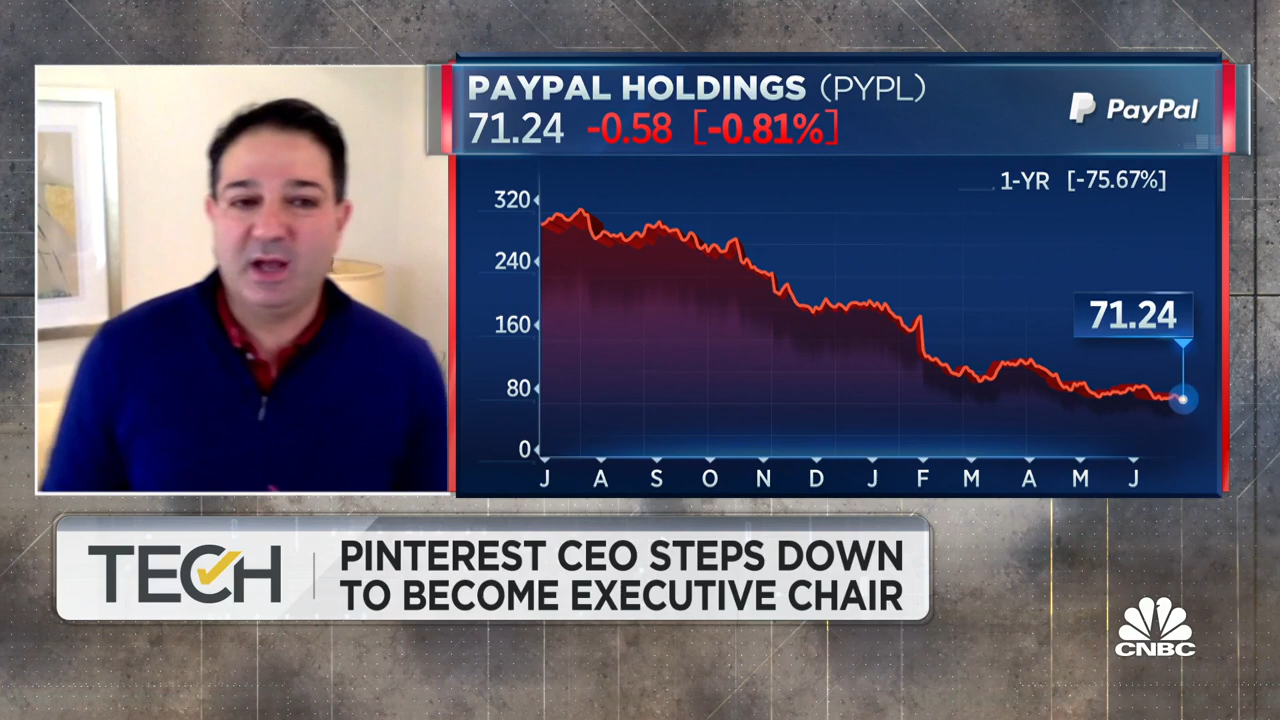 PAYPAL HOLDINGS (PYPL)
71.24 -0.58 [-0.81%]
PayPal
1-YR [-75.67%]
320
240
160
80
0
71.24
J A S O N D J F M A M J
TECH
PINTEREST CEO STEPS DOWN
TO BECOME EXECUTIVE CHAIR
CNBC